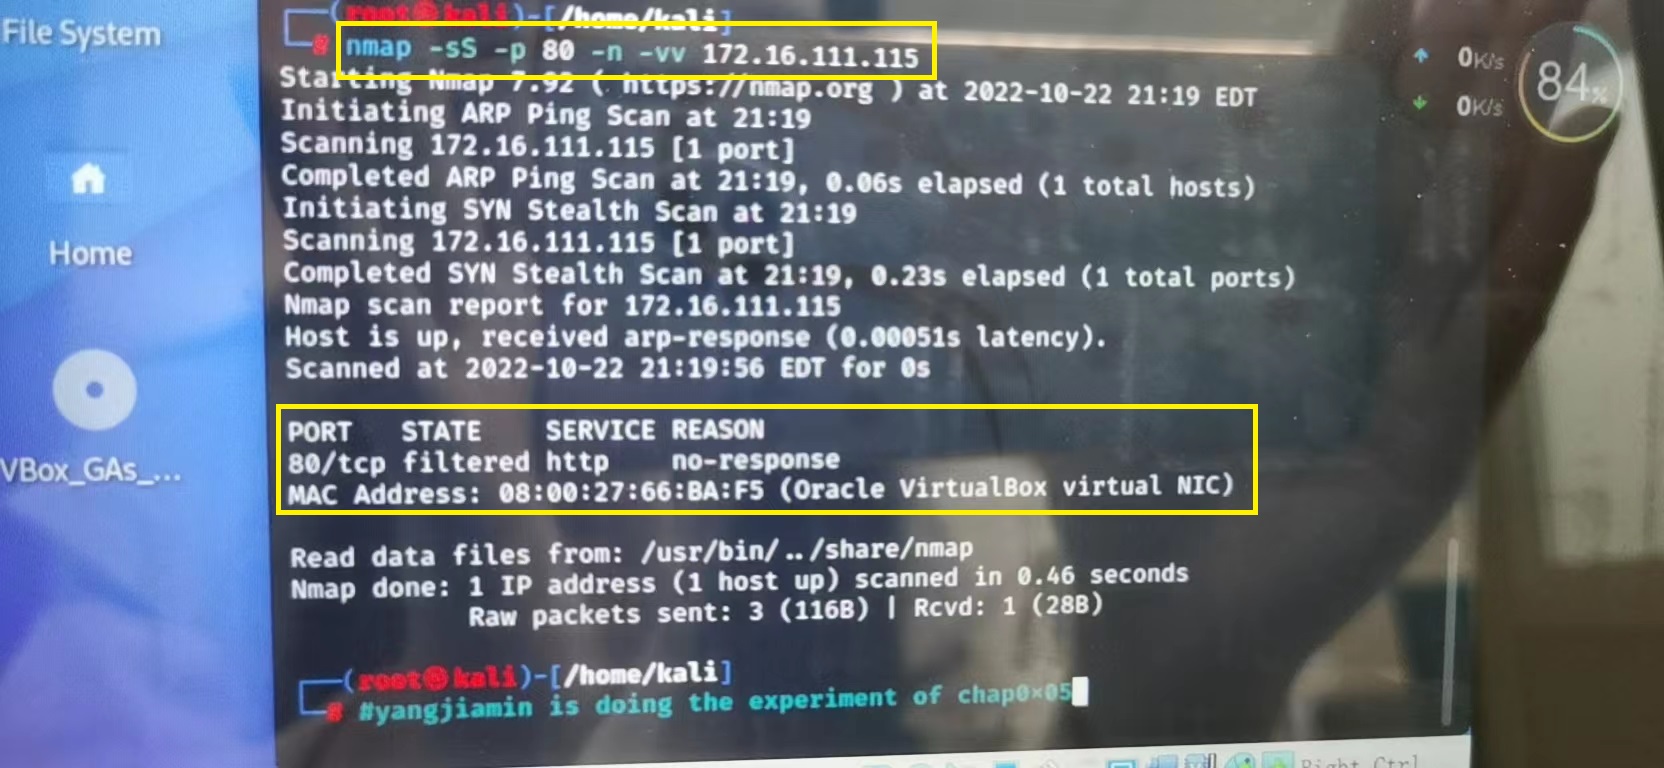 File System
Home
VBox_GAs_...
(root㉿kali)-[/home/kali]
# nmap -sS -p 80 -n -vv 172.16.111.115
Starting Nmap 7.92 ( https://nmap.org ) at 2022-10-22 21:19 EDT
Initiating ARP Ping Scan at 21:19
Scanning 172.16.111.115 [1 port]
Completed ARP Ping Scan at 21:19, 0.06s elapsed (1 total hosts)
Initiating SYN Stealth Scan at 21:19
Scanning 172.16.111.115 [1 port]
Completed SYN Stealth Scan at 21:19, 0.23s elapsed (1 total ports)
Nmap scan report for 172.16.111.115
Host is up, received arp-response (0.00051s latency).
Scanned at 2022-10-22 21:19:56 EDT for 0s
PORT STATE SERVICE REASON
80/tcp filtered http no-response
MAC Address: 08:00:27:66:BA:F5 (Oracle VirtualBox virtual NIC)
Read data files from: /usr/bin/../share/nmap
Nmap done: 1 IP address (1 host up) scanned in 0.46 seconds
Raw packets sent: 3 (116B) | Rcvd: 1 (28B)
(root㉿kali)-[/home/kali]
# #yangjiamin is doing the experiment of chap0×05
0K/s
0K/s
84%
Right Ctrl